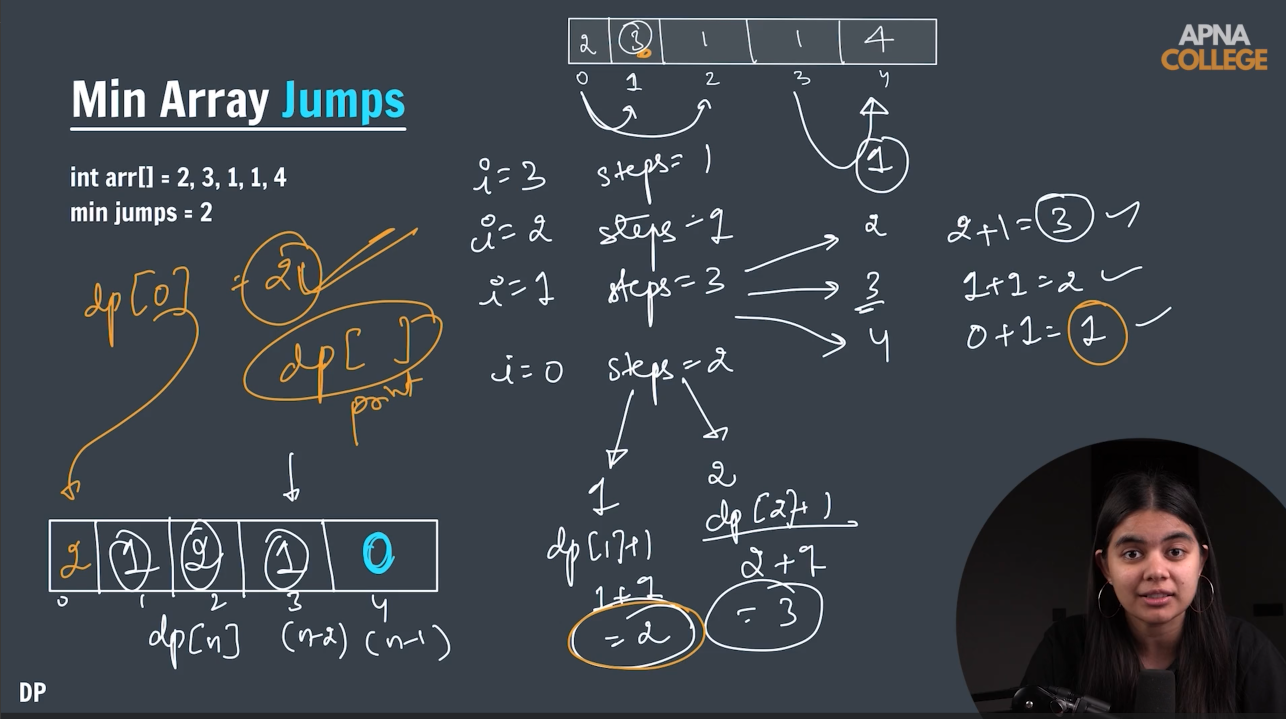 APNA
COLLEGE
Min Array Jumps
int arr[] = 2, 3, 1, 1, 4
min jumps = 2
2 3 1 1 4
0 1 2 3 4
1
i=3 steps=1
i=2 steps=1
i=1 steps=3
2 2+1=3
3 1+1=2
4 0+1=1
i=0 steps=2
dp[0] = 2
dp[ ]
print
1 2
dp[1]+1 dp[2]+1
1+1 2+1
=2 =3
2 1 2 1 0
0 1 2 3 4
dp[n] (n-2) (n-1)
DP